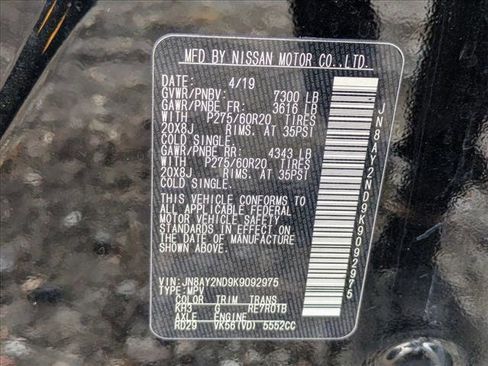 MFD BY NISSAN MOTOR CO.,LTD.
DATE: 4/19
GVWR/PNBV: 7300 LB
GAWR/PNBE FR: 3616 LB
WITH P275/60R20 TIRES
20X8J RIMS. AT 35PSI
COLD SINGLE.
GAWR/PNBE RR: 4343 LB
WITH P275/60R20 TIRES
20X8J RIMS. AT 35PSI
COLD SINGLE.
THIS VEHICLE CONFORMS TO
ALL APPLICABLE FEDERAL
MOTOR VEHICLE SAFETY
STANDARDS IN EFFECT ON
THE DATE OF MANUFACTURE
SHOWN ABOVE.
VIN: JN8AY2ND9K9092975
TYPE: MPV
COLOR TRIM TRANS
KH3 G RE7R01B
AXLE ENGINE
RD29 VK56(VD) 5552CC
JN8AY2ND9K9092975